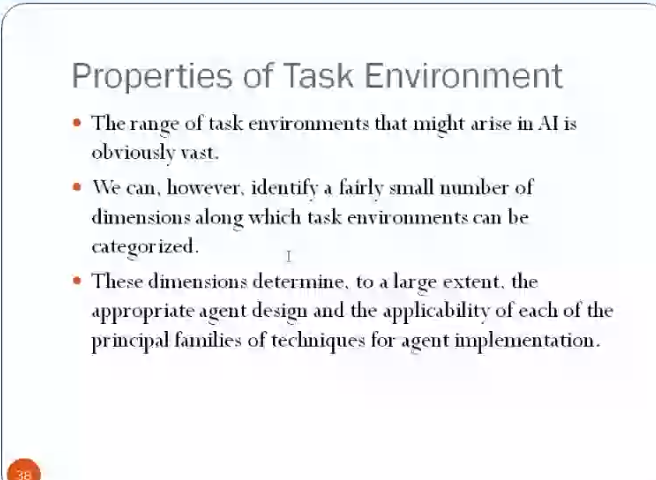 Properties of Task Environment
• The range of task environments that might arise in AI is
obviously vast.
• We can, however, identify a fairly small number of
dimensions along which task environments can be
categorized.
• These dimensions determine, to a large extent, the
appropriate agent design and the applicability of each of the
principal families of techniques for agent implementation.
38